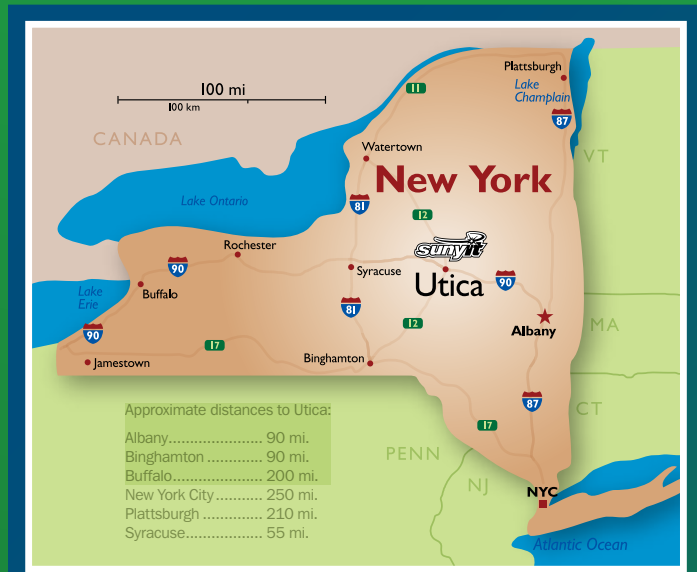 100 mi
100 km
CANADA
Plattsburgh
Lake
Champlain
11
87
VT
Watertown
New York
81
Lake Ontario
12
Rochester
sunyit
90
Syracuse
Utica
90
Lake
Erie
Buffalo
81
12
Albany
MA
90
17
Jamestown
Binghamton
87
CT
17
PENN
NJ
NYC
Atlantic Ocean
Approximate distances to Utica:
Albany...................... 90 mi.
Binghamton ............. 90 mi.
Buffalo.................... 200 mi.
New York City........... 250 mi.
Plattsburgh .............. 210 mi.
Syracuse................... 55 mi.